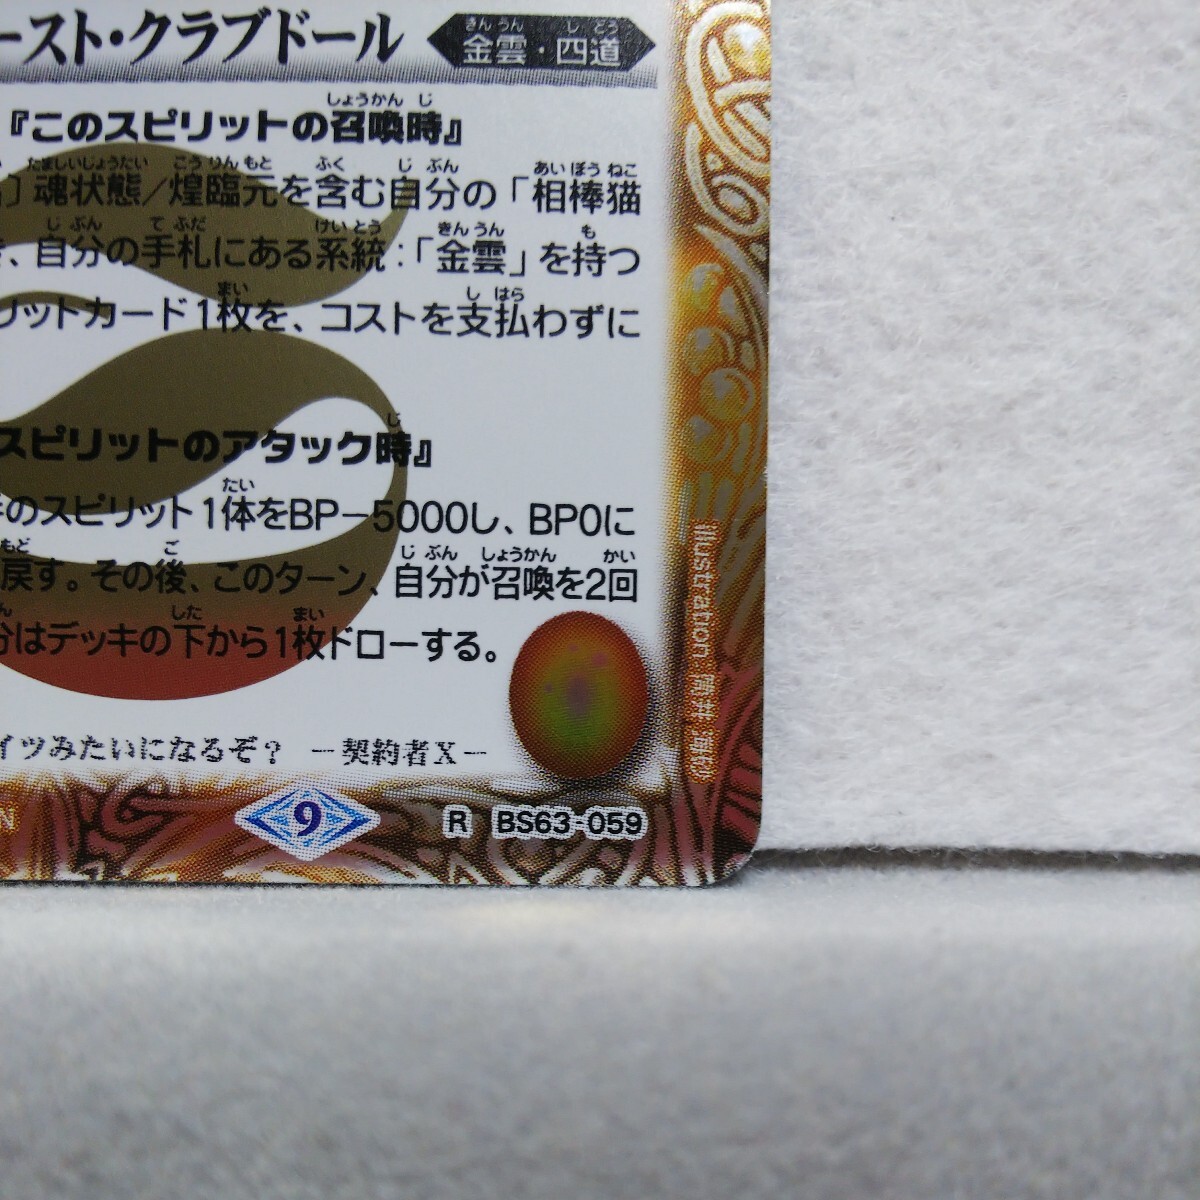 ースト・クラブドール
きんうん しどう
金雲・四道
しょうかんじ
『このスピリットの召喚時』
たましいじょうたい こうりんもと ふく じぶん あいぼうねこ
〕魂状態/煌臨元を含む自分の「相棒猫
じぶん てふだ けいとう きんうん も
、自分の手札にある系統:「金雲」を持つ
まい しはら
リットカード1枚を、コストを支払わずに
じ
スピリットのアタック時』
たい
のスピリット1体をBP-5000し、BP0に
もど ご じぶん しょうかん かい
戻す。その後、このターン、自分が召喚を2回
ん した まい
分はデッキの下から1枚ドローする。
イツみたいになるぞ? -契約者X-
N
9
R BS63-059
Illustration